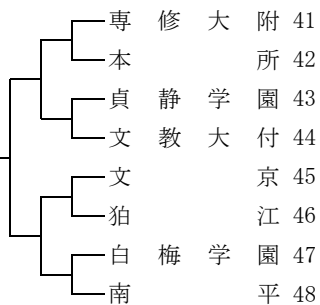 専修大附 41
本所 42
貞静学園 43
文教大付 44
文京 45
狛江 46
白梅学園 47
南平 48